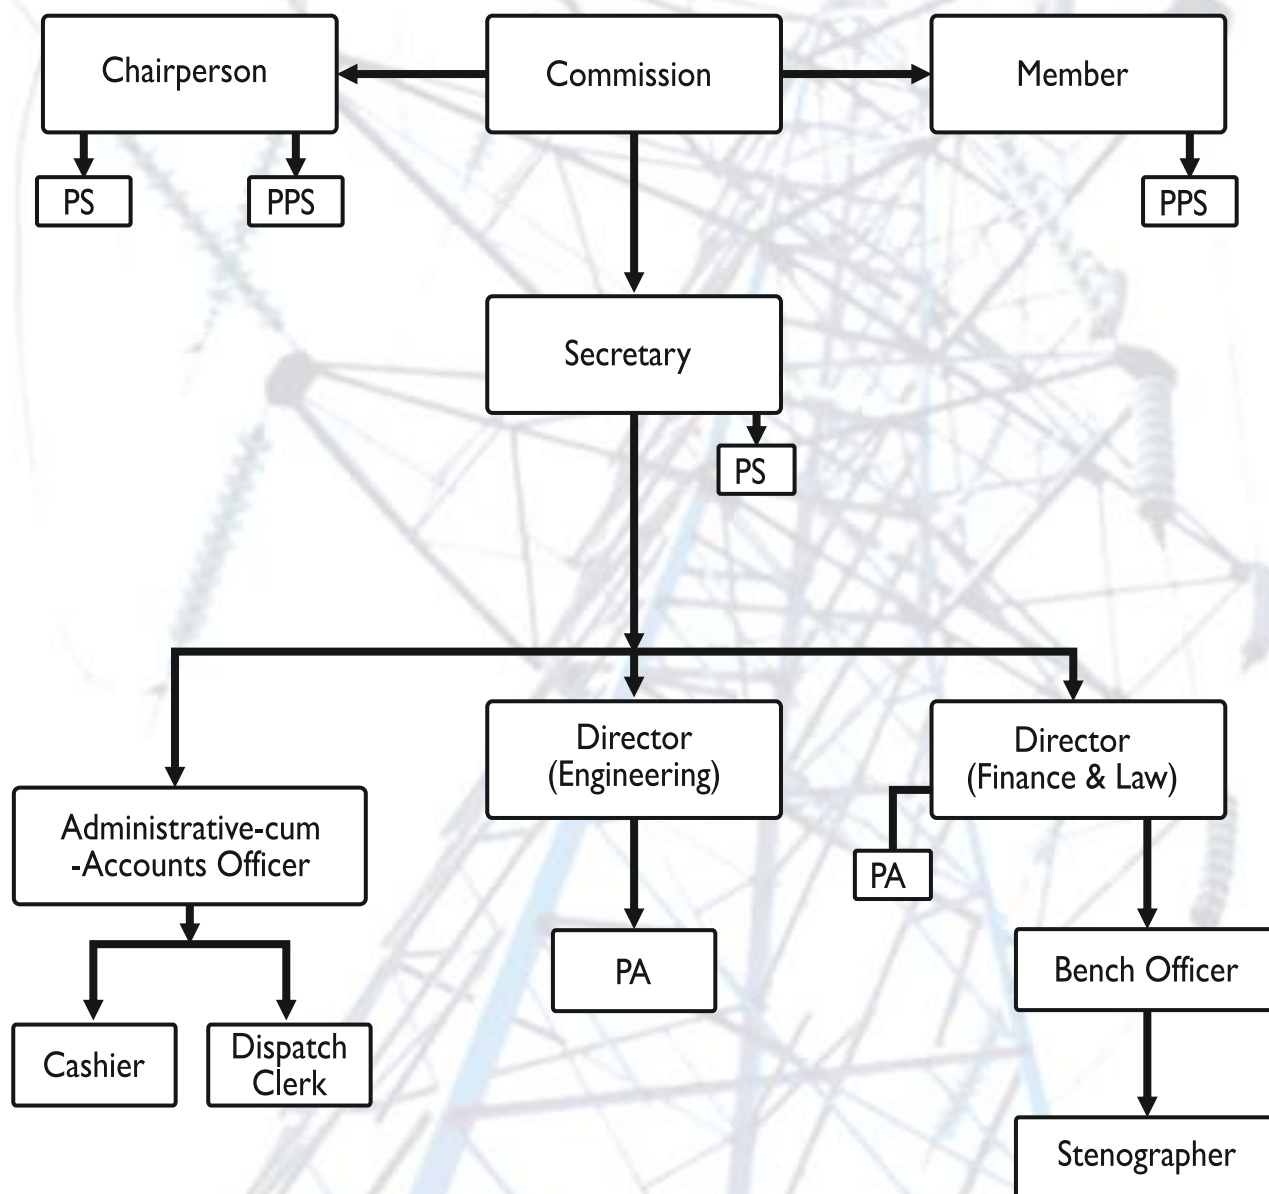 Chairperson
Commission
Member
PS
PPS
PPS
Secretary
PS
Director
(Engineering)
Director
(Finance & Law)
Administrative-cum
-Accounts Officer
PA
PA
Bench Officer
Cashier
Dispatch
Clerk
Stenographer